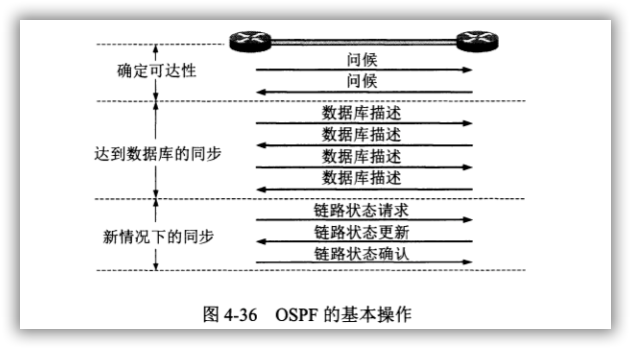 确定可达性
问候
问候
达到数据库的同步
数据库描述
数据库描述
数据库描述
数据库描述
新情况下的同步
链路状态请求
链路状态更新
链路状态确认
图 4-36 OSPF 的基本操作